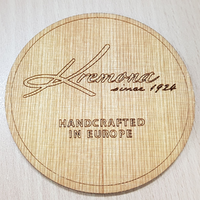 Kremona
since 1924
HANDCRAFTED
IN EUROPE